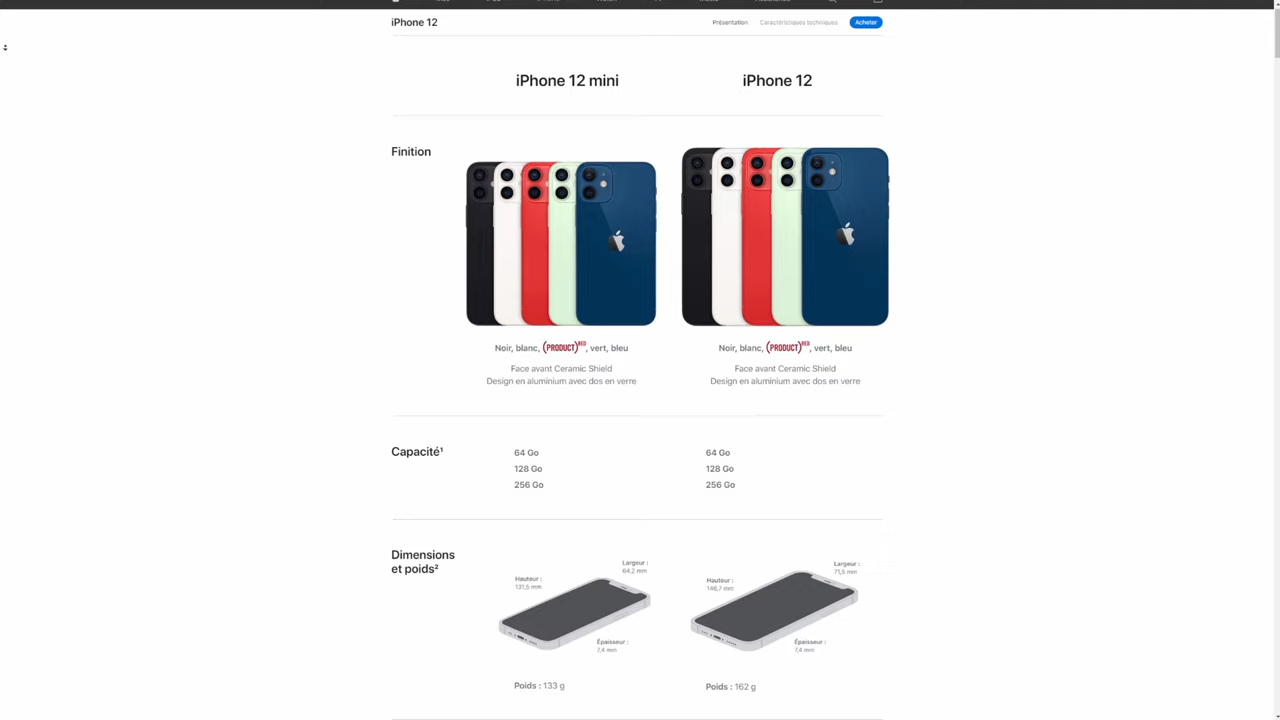 iPhone 12
Présentation
Caractéristiques techniques
Acheter
iPhone 12 mini
iPhone 12
Finition
Noir, blanc, (PRODUCT)RED, vert, bleu
Noir, blanc, (PRODUCT)RED, vert, bleu
Face avant Ceramic Shield
Design en aluminium avec dos en verre
Face avant Ceramic Shield
Design en aluminium avec dos en verre
Capacité¹
64 Go
128 Go
256 Go
64 Go
128 Go
256 Go
Dimensions
et poids²
Hauteur :
131,5 mm
Largeur :
64,2 mm
Épaisseur :
7,4 mm
Poids : 133 g
Hauteur :
146,7 mm
Largeur :
71,5 mm
Épaisseur :
7,4 mm
Poids : 162 g